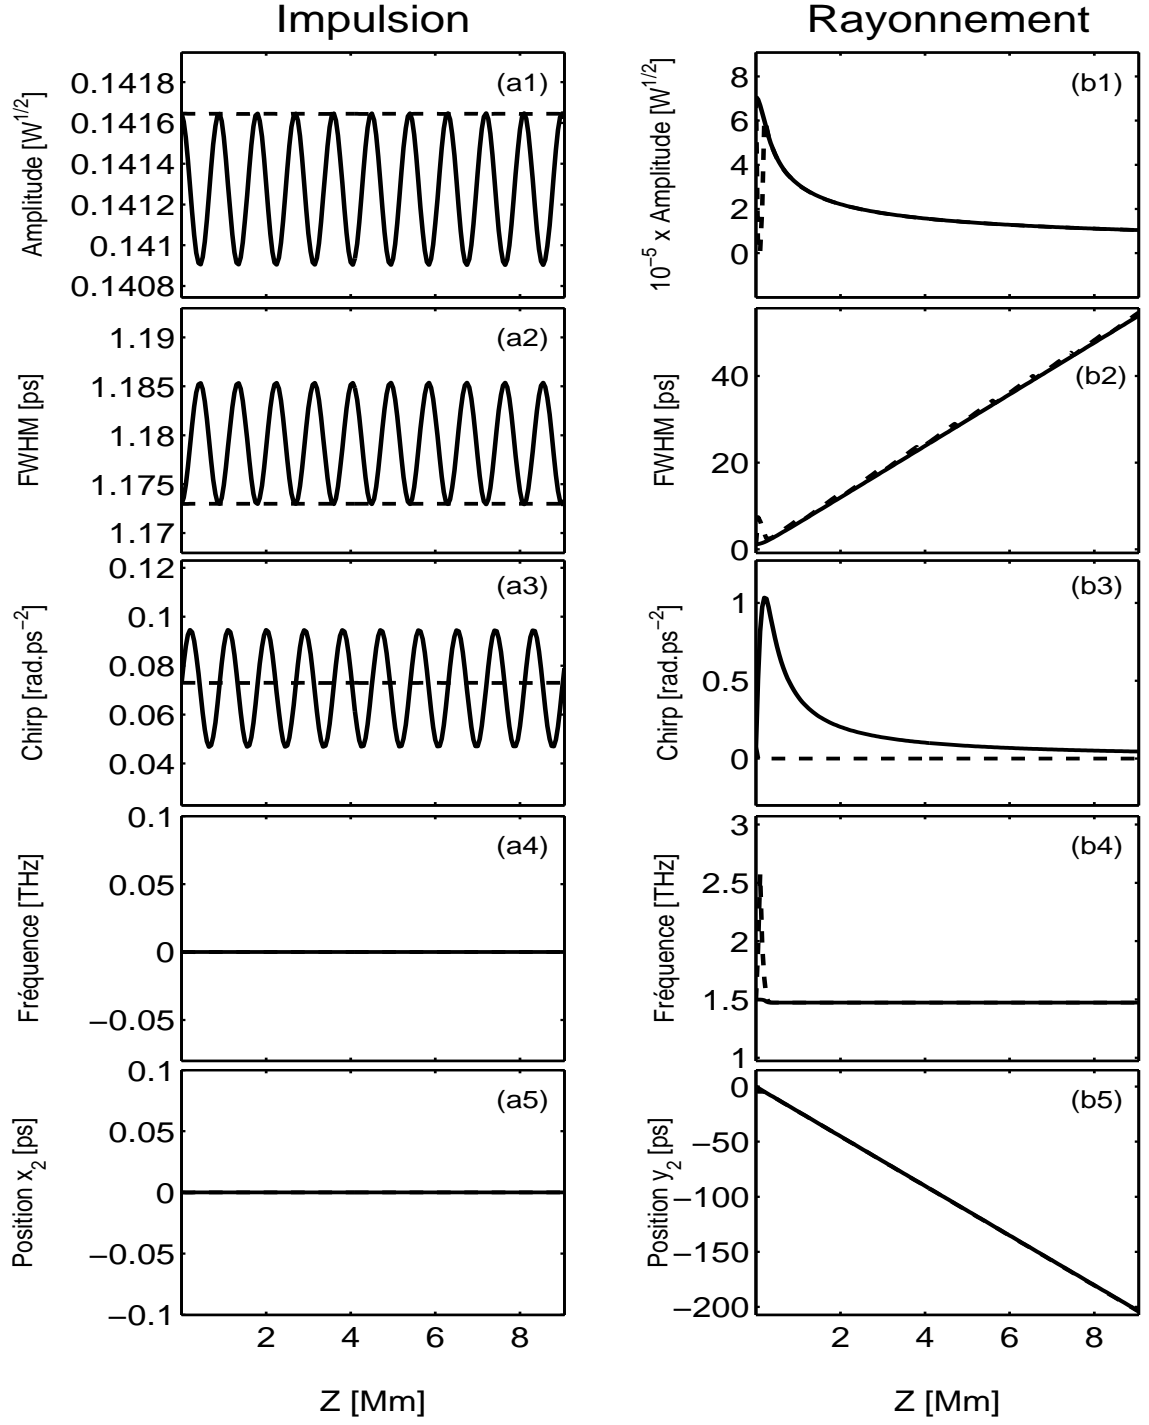 Impulsion
Rayonnement
(a1)
Amplitude [W^1/2]
0.1418
0.1416
0.1414
0.1412
0.141
0.1408
(b1)
10^−5 x Amplitude [W^1/2]
8
6
4
2
0
(a2)
FWHM [ps]
1.19
1.185
1.18
1.175
1.17
(b2)
FWHM [ps]
40
20
0
(a3)
Chirp [rad.ps^−2]
0.12
0.1
0.08
0.06
0.04
(b3)
Chirp [rad.ps^−2]
1
0.5
0
(a4)
Fréquence [THz]
0.1
0.05
0
−0.05
(b4)
Fréquence [THz]
3
2.5
2
1.5
1
(a5)
Position x_2 [ps]
0.1
0.05
0
−0.05
−0.1
2 4 6 8
Z [Mm]
(b5)
Position y_2 [ps]
0
−50
−100
−150
−200
2 4 6 8
Z [Mm]